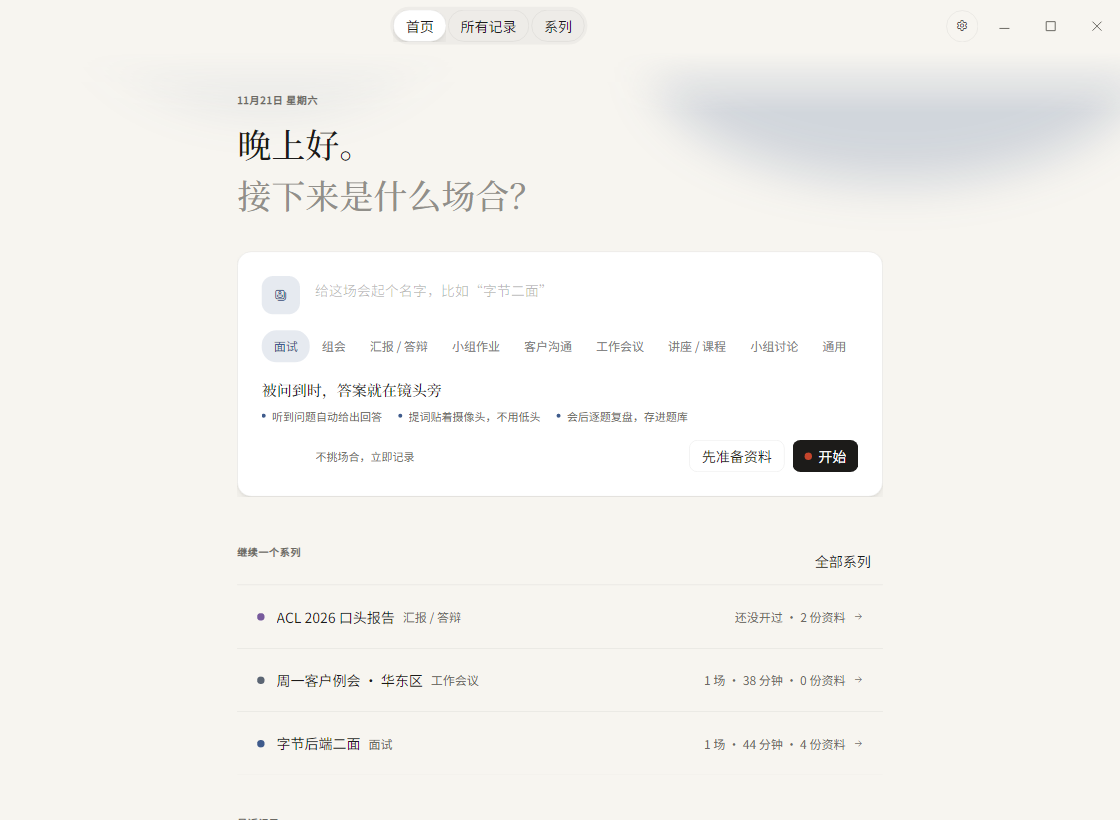 首页 所有记录 系列
11月21日 星期六
晚上好。
接下来是什么场合？
给这场会起个名字，比如“字节二面”
面试 组会 汇报 / 答辩 小组作业 客户沟通 工作会议 讲座 / 课程 小组讨论 通用
被问到时，答案就在镜头旁
听到问题自动给出回答 提词贴着摄像头，不用低头 会后逐题复盘，存进题库
不挑场合，立即记录 先准备资料 开始
继续一个系列 全部系列
ACL 2026 口头报告 汇报 / 答辩 还没开过 · 2 份资料 →
周一客户例会 · 华东区 工作会议 1 场 · 38 分钟 · 0 份资料 →
字节后端二面 面试 1 场 · 44 分钟 · 4 份资料 →